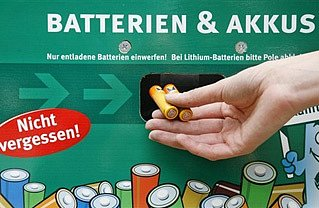 BATTERIEN & AKKUS
Nur entladene Batterien einwerfen! Bei Lithium-Batterien bitte Pole
Nicht
vergessen!